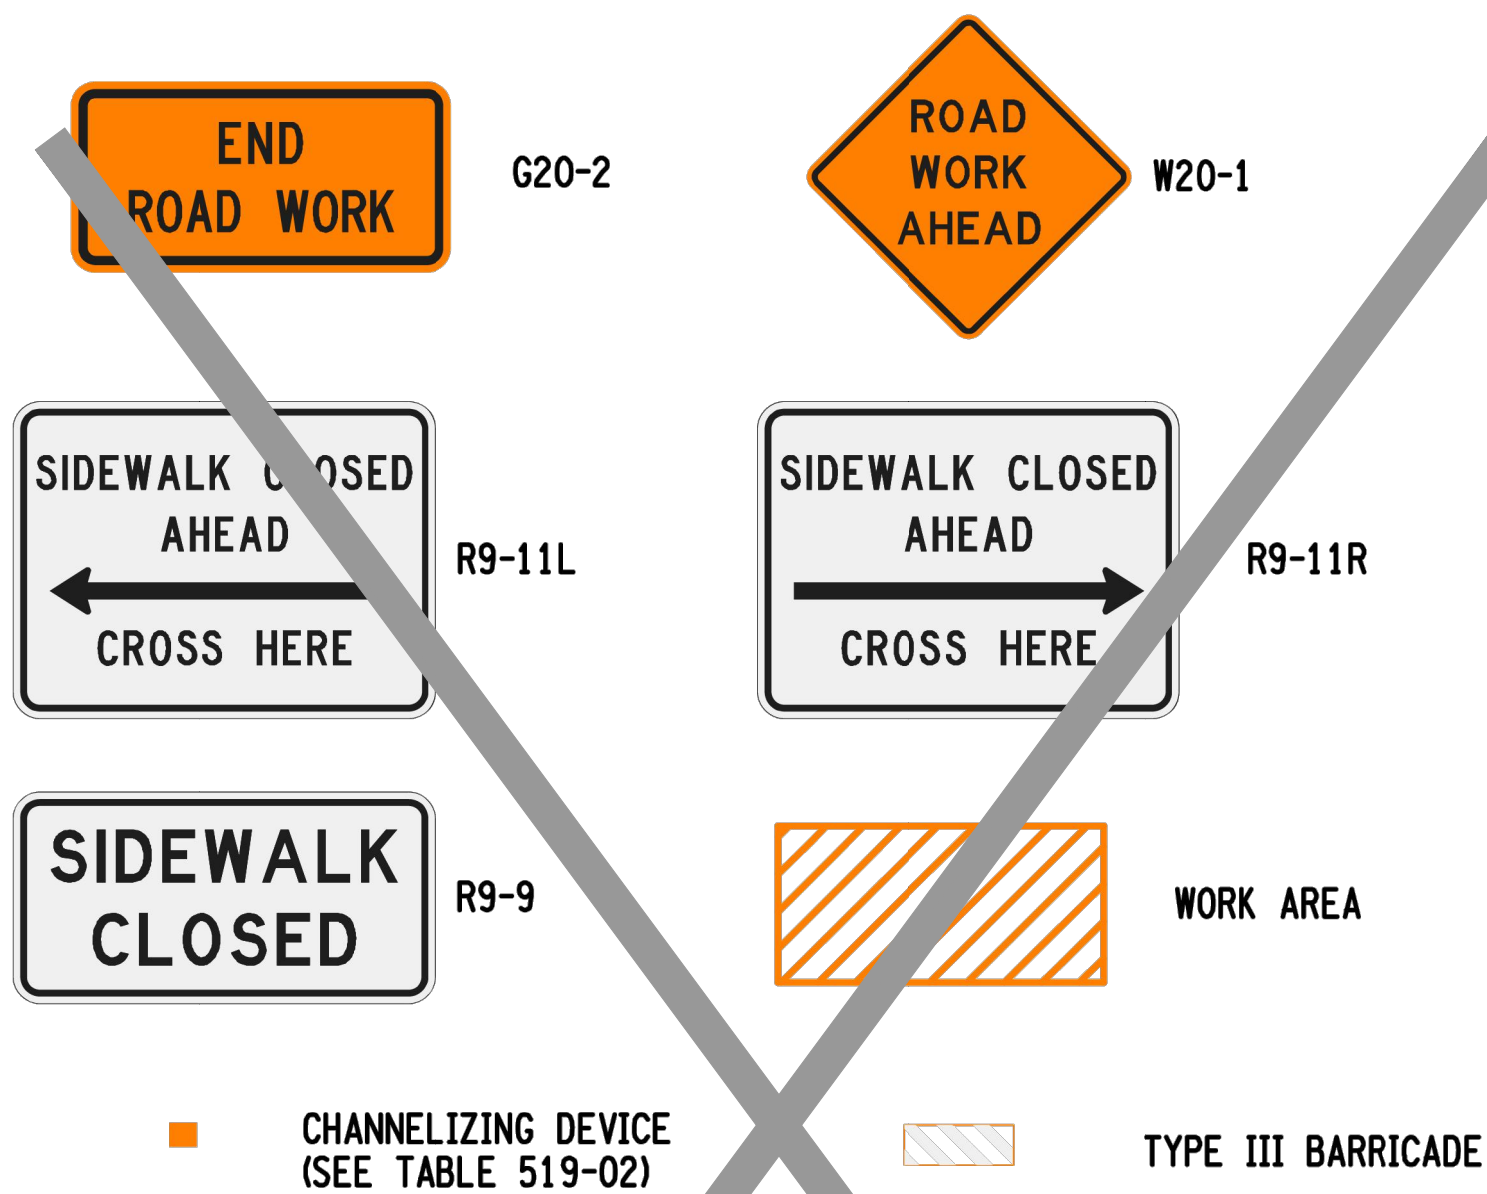 END
ROAD WORK
G20-2
ROAD
WORK
AHEAD
W20-1
SIDEWALK CLOSED
AHEAD
CROSS HERE
R9-11L
SIDEWALK CLOSED
AHEAD
CROSS HERE
R9-11R
SIDEWALK
CLOSED
R9-9
WORK AREA
CHANNELIZING DEVICE
(SEE TABLE 519-02)
TYPE III BARRICADE